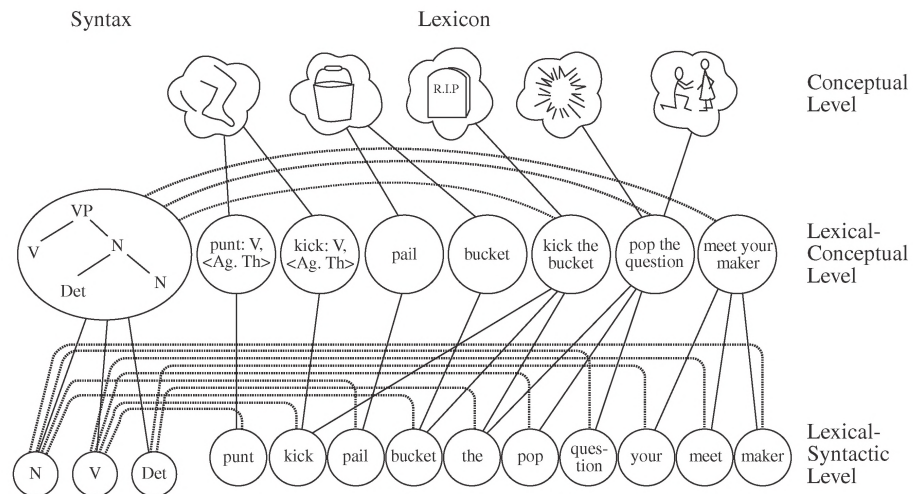 Syntax
Lexicon
R.I.P
Conceptual
Level
VP
V
N
Det
N
punt: V,
<Ag. Th>
kick: V,
<Ag. Th>
pail
bucket
kick the
bucket
pop the
question
meet your
maker
Lexical-
Conceptual
Level
N
V
Det
punt
kick
pail
bucket
the
pop
ques-
tion
your
meet
maker
Lexical-
Syntactic
Level